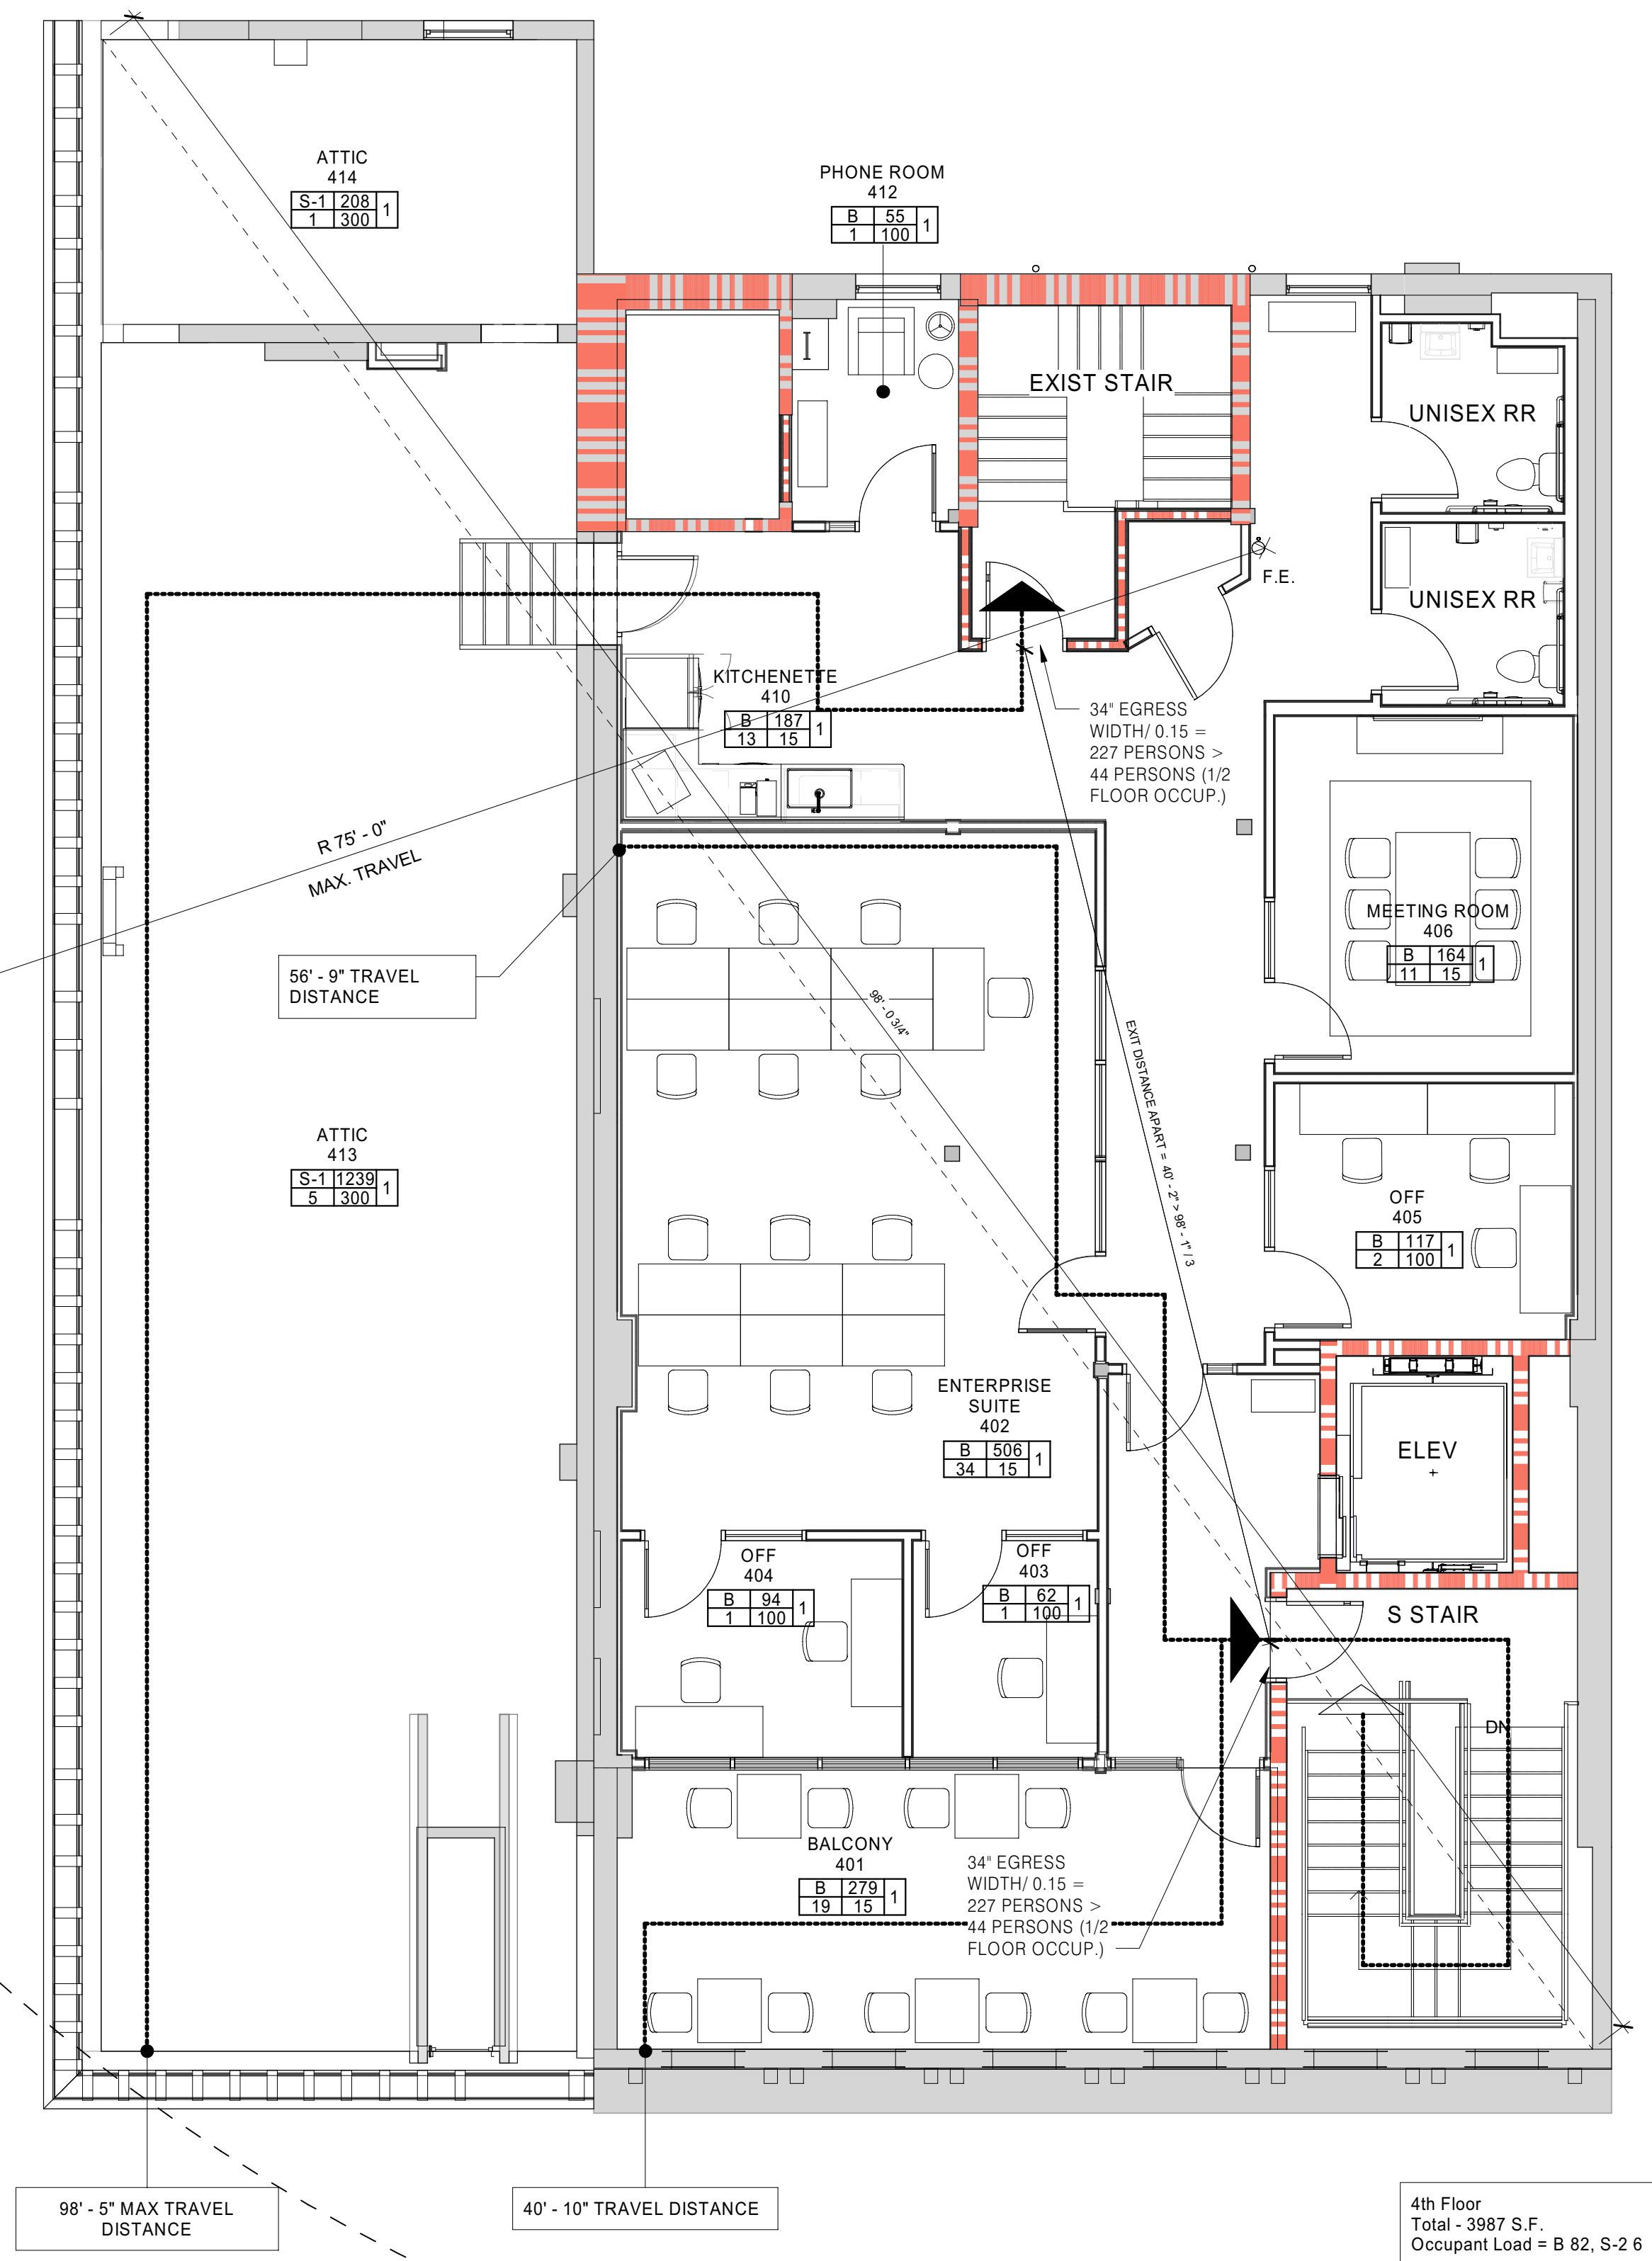 ATTIC
414
S-1 208 1
1 300
PHONE ROOM
412
B 55 1
1 100
EXIST STAIR
UNISEX RR
F.E.
UNISEX RR
KITCHENETTE
410
B 187 1
13 15
34" EGRESS
WIDTH/ 0.15 =
227 PERSONS >
44 PERSONS (1/2
FLOOR OCCUP.)
R 75' - 0"
MAX. TRAVEL
MEETING ROOM
406
B 164 1
11 15
56' - 9" TRAVEL
DISTANCE
98' - 0 3/4"
EXIT DISTANCE APART = 40' - 2" > 98' - 1" / 3
ATTIC
413
S-1 1239 1
5 300
OFF
405
B 117 1
2 100
ENTERPRISE
SUITE
402
B 506 1
34 15
ELEV
OFF
404
B 94 1
1 100
OFF
403
B 62 1
1 100
S STAIR
DN
BALCONY
401
B 279 1
19 15
34" EGRESS
WIDTH/ 0.15 =
227 PERSONS >
44 PERSONS (1/2
FLOOR OCCUP.)
98' - 5" MAX TRAVEL
DISTANCE
40' - 10" TRAVEL DISTANCE
4th Floor
Total - 3987 S.F.
Occupant Load = B 82, S-2 6